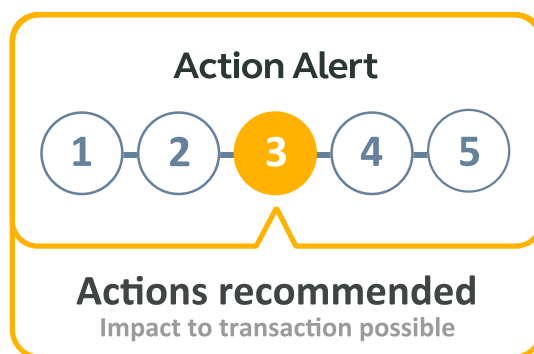 Action Alert
1 2 3 4 5
Actions recommended
Impact to transaction possible